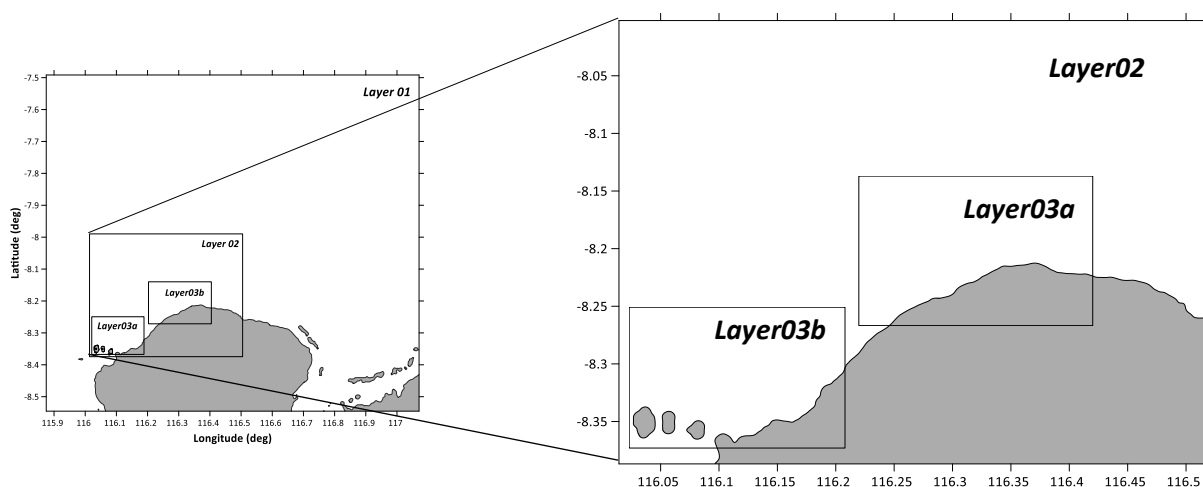 -7.5
-7.6
-7.7
-7.8
-7.9
-8
-8.1
-8.2
-8.3
-8.4
-8.5
Latitude (deg)
Layer 01
Layer 02
Layer03b
Layer03a
115.9 116 116.1 116.2 116.3 116.4 116.5 116.6 116.7 116.8 116.9 117
Longitude (deg)
-8.05
-8.1
-8.15
-8.2
-8.25
-8.3
-8.35
Layer02
Layer03a
Layer03b
116.05 116.1 116.15 116.2 116.25 116.3 116.35 116.4 116.45 116.5